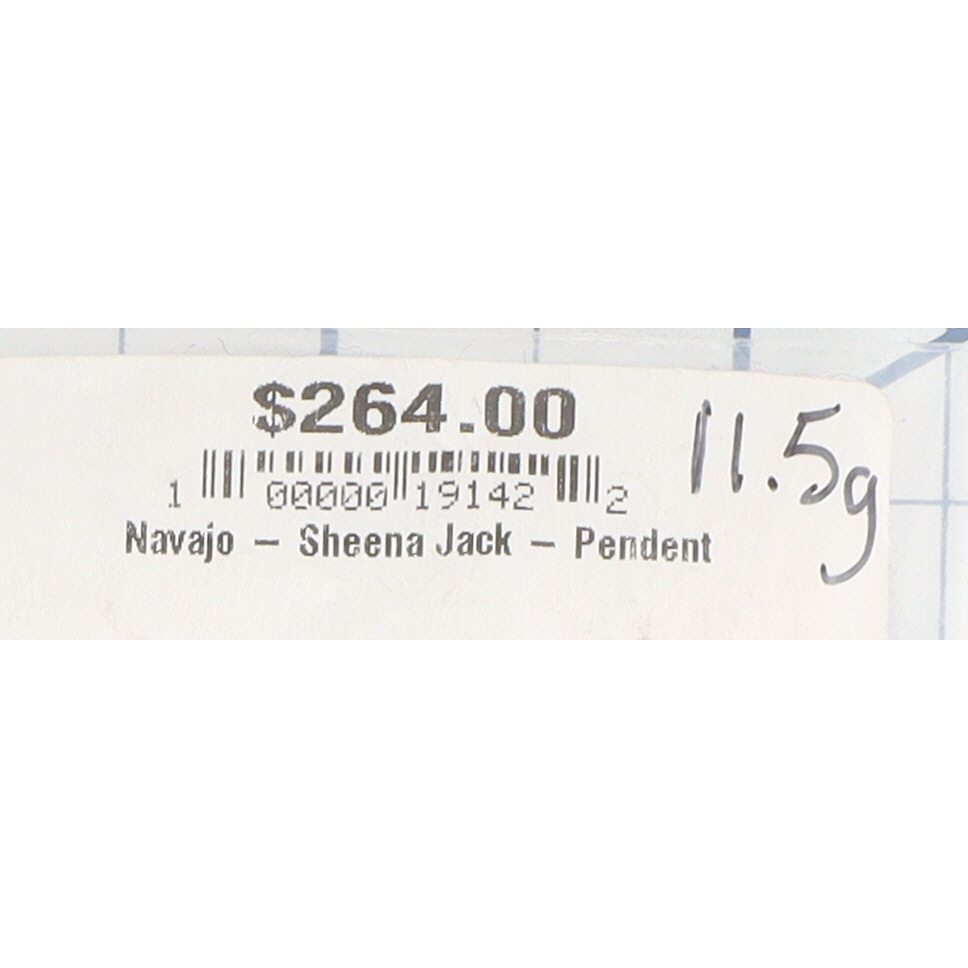 $264.00
11.5g
1 00000 19142 2
Navajo – Sheena Jack – Pendent